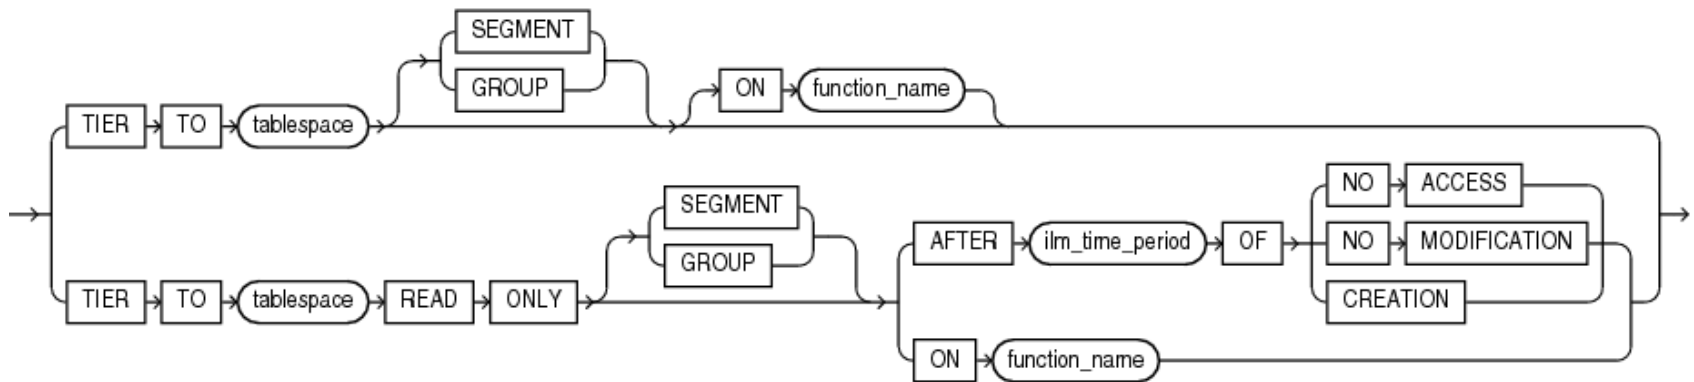 SEGMENT
GROUP
ON function_name
TIER TO tablespace
NO ACCESS
SEGMENT
AFTER ilm_time_period OF NO MODIFICATION
GROUP
TIER TO tablespace READ ONLY
CREATION
ON function_name